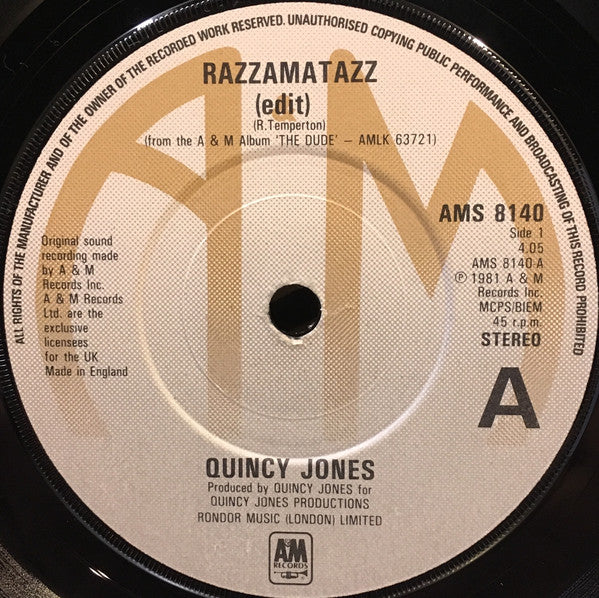 ALL RIGHTS OF THE MANUFACTURER AND OF THE OWNER OF THE RECORDED WORK RESERVED. UNAUTHORISED COPYING PUBLIC PERFORMANCE AND BROADCASTING OF THIS RECORD PROHIBITED
RAZZAMATAZZ
(edit)
(R.Temperton)
(from the A & M Album 'THE DUDE' – AMLK 63721)
Original sound
recording made
by A & M
Records Inc.
A & M Records
Ltd. are the
exclusive
licensees
for the UK
Made in England
AMS 8140
Side 1
4.05
AMS 8140 A
℗ 1981 A & M
Records Inc.
MCPS/BIEM
45 r.p.m.
STEREO
A
QUINCY JONES
Produced by QUINCY JONES for
QUINCY JONES PRODUCTIONS
RONDOR MUSIC (LONDON) LIMITED
AM
RECORDS